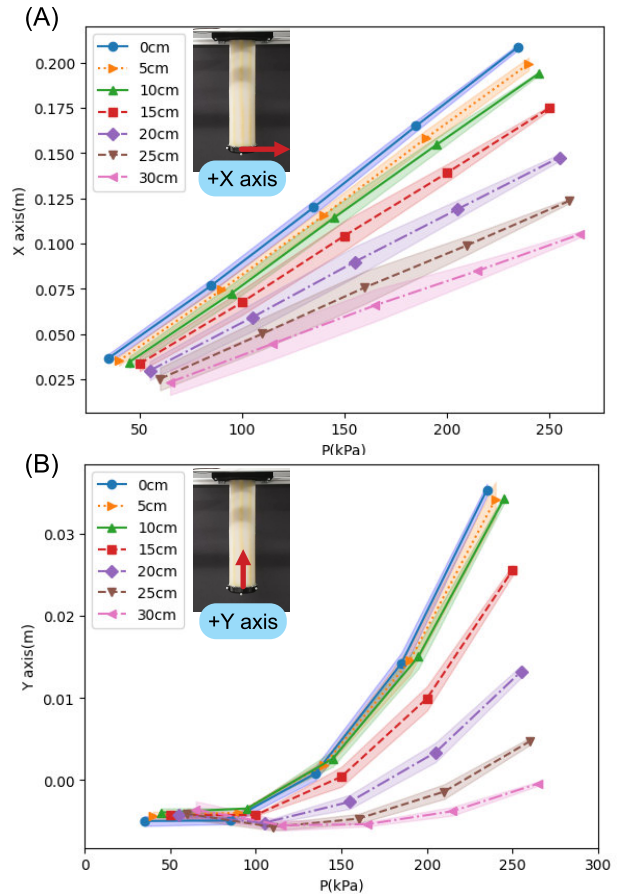 (A)
0cm
5cm
10cm
15cm
20cm
25cm
30cm
+X axis
X axis(m)
0.200
0.175
0.150
0.125
0.100
0.075
0.050
0.025
50
100
150
200
250
P(kPa)
(B)
0cm
5cm
10cm
15cm
20cm
25cm
30cm
+Y axis
Y axis(m)
0.03
0.02
0.01
0.00
0
50
100
150
200
250
300
P(kPa)